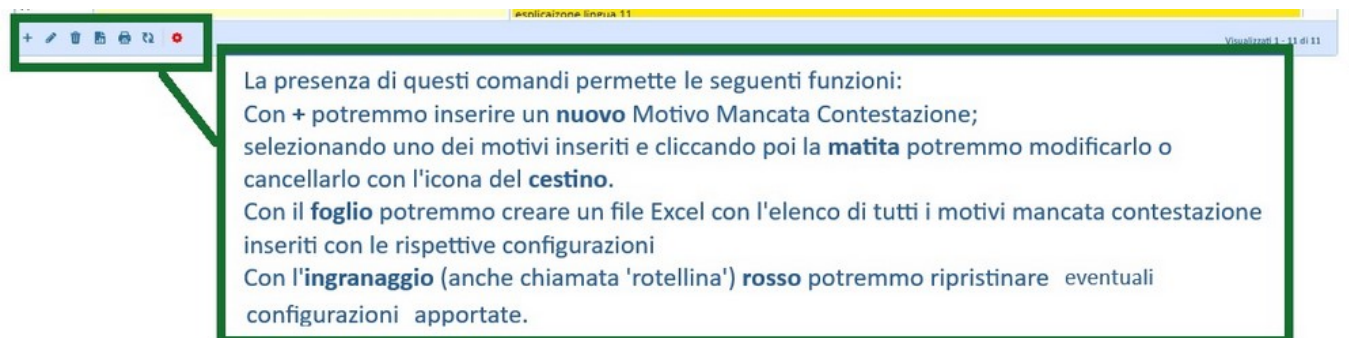 esplicaizone lingua 11
Visualizzati 1 - 11 di 11
La presenza di questi comandi permette le seguenti funzioni:
Con + potremmo inserire un nuovo Motivo Mancata Contestazione;
selezionando uno dei motivi inseriti e cliccando poi la matita potremmo modificarlo o
cancellarlo con l'icona del cestino.
Con il foglio potremmo creare un file Excel con l'elenco di tutti i motivi mancata contestazione
inseriti con le rispettive configurazioni
Con l'ingranaggio (anche chiamata 'rotellina') rosso potremmo ripristinare eventuali
configurazioni apportate.